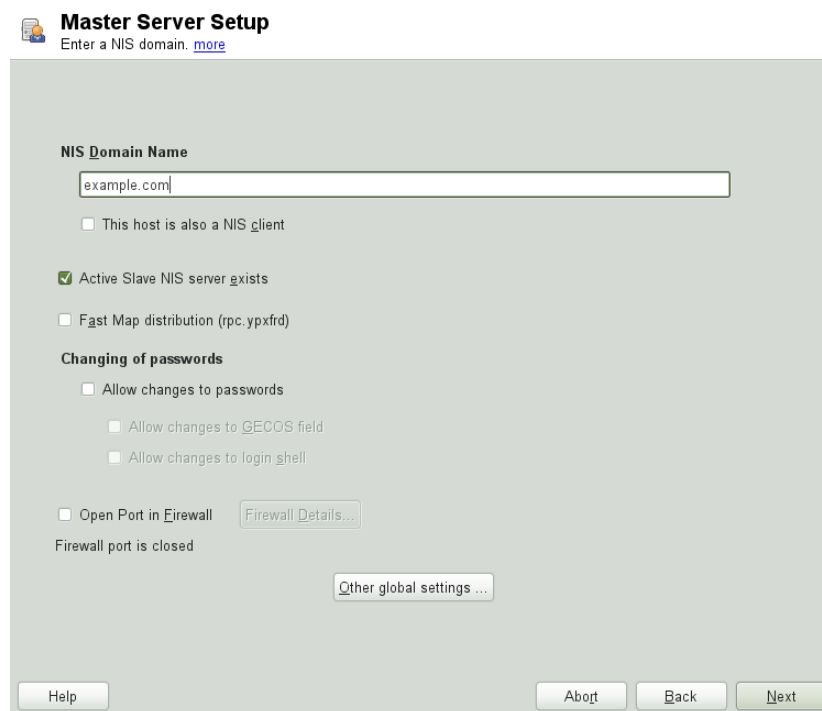 Master Server Setup
Enter a NIS domain. more
NIS Domain Name
example.com
This host is also a NIS client
Active Slave NIS server exists
Fast Map distribution (rpc.ypxfrd)
Changing of passwords
Allow changes to passwords
Allow changes to GECOS field
Allow changes to login shell
Open Port in Firewall Firewall Details...
Firewall port is closed
Other global settings ...
Help Abort Back Next